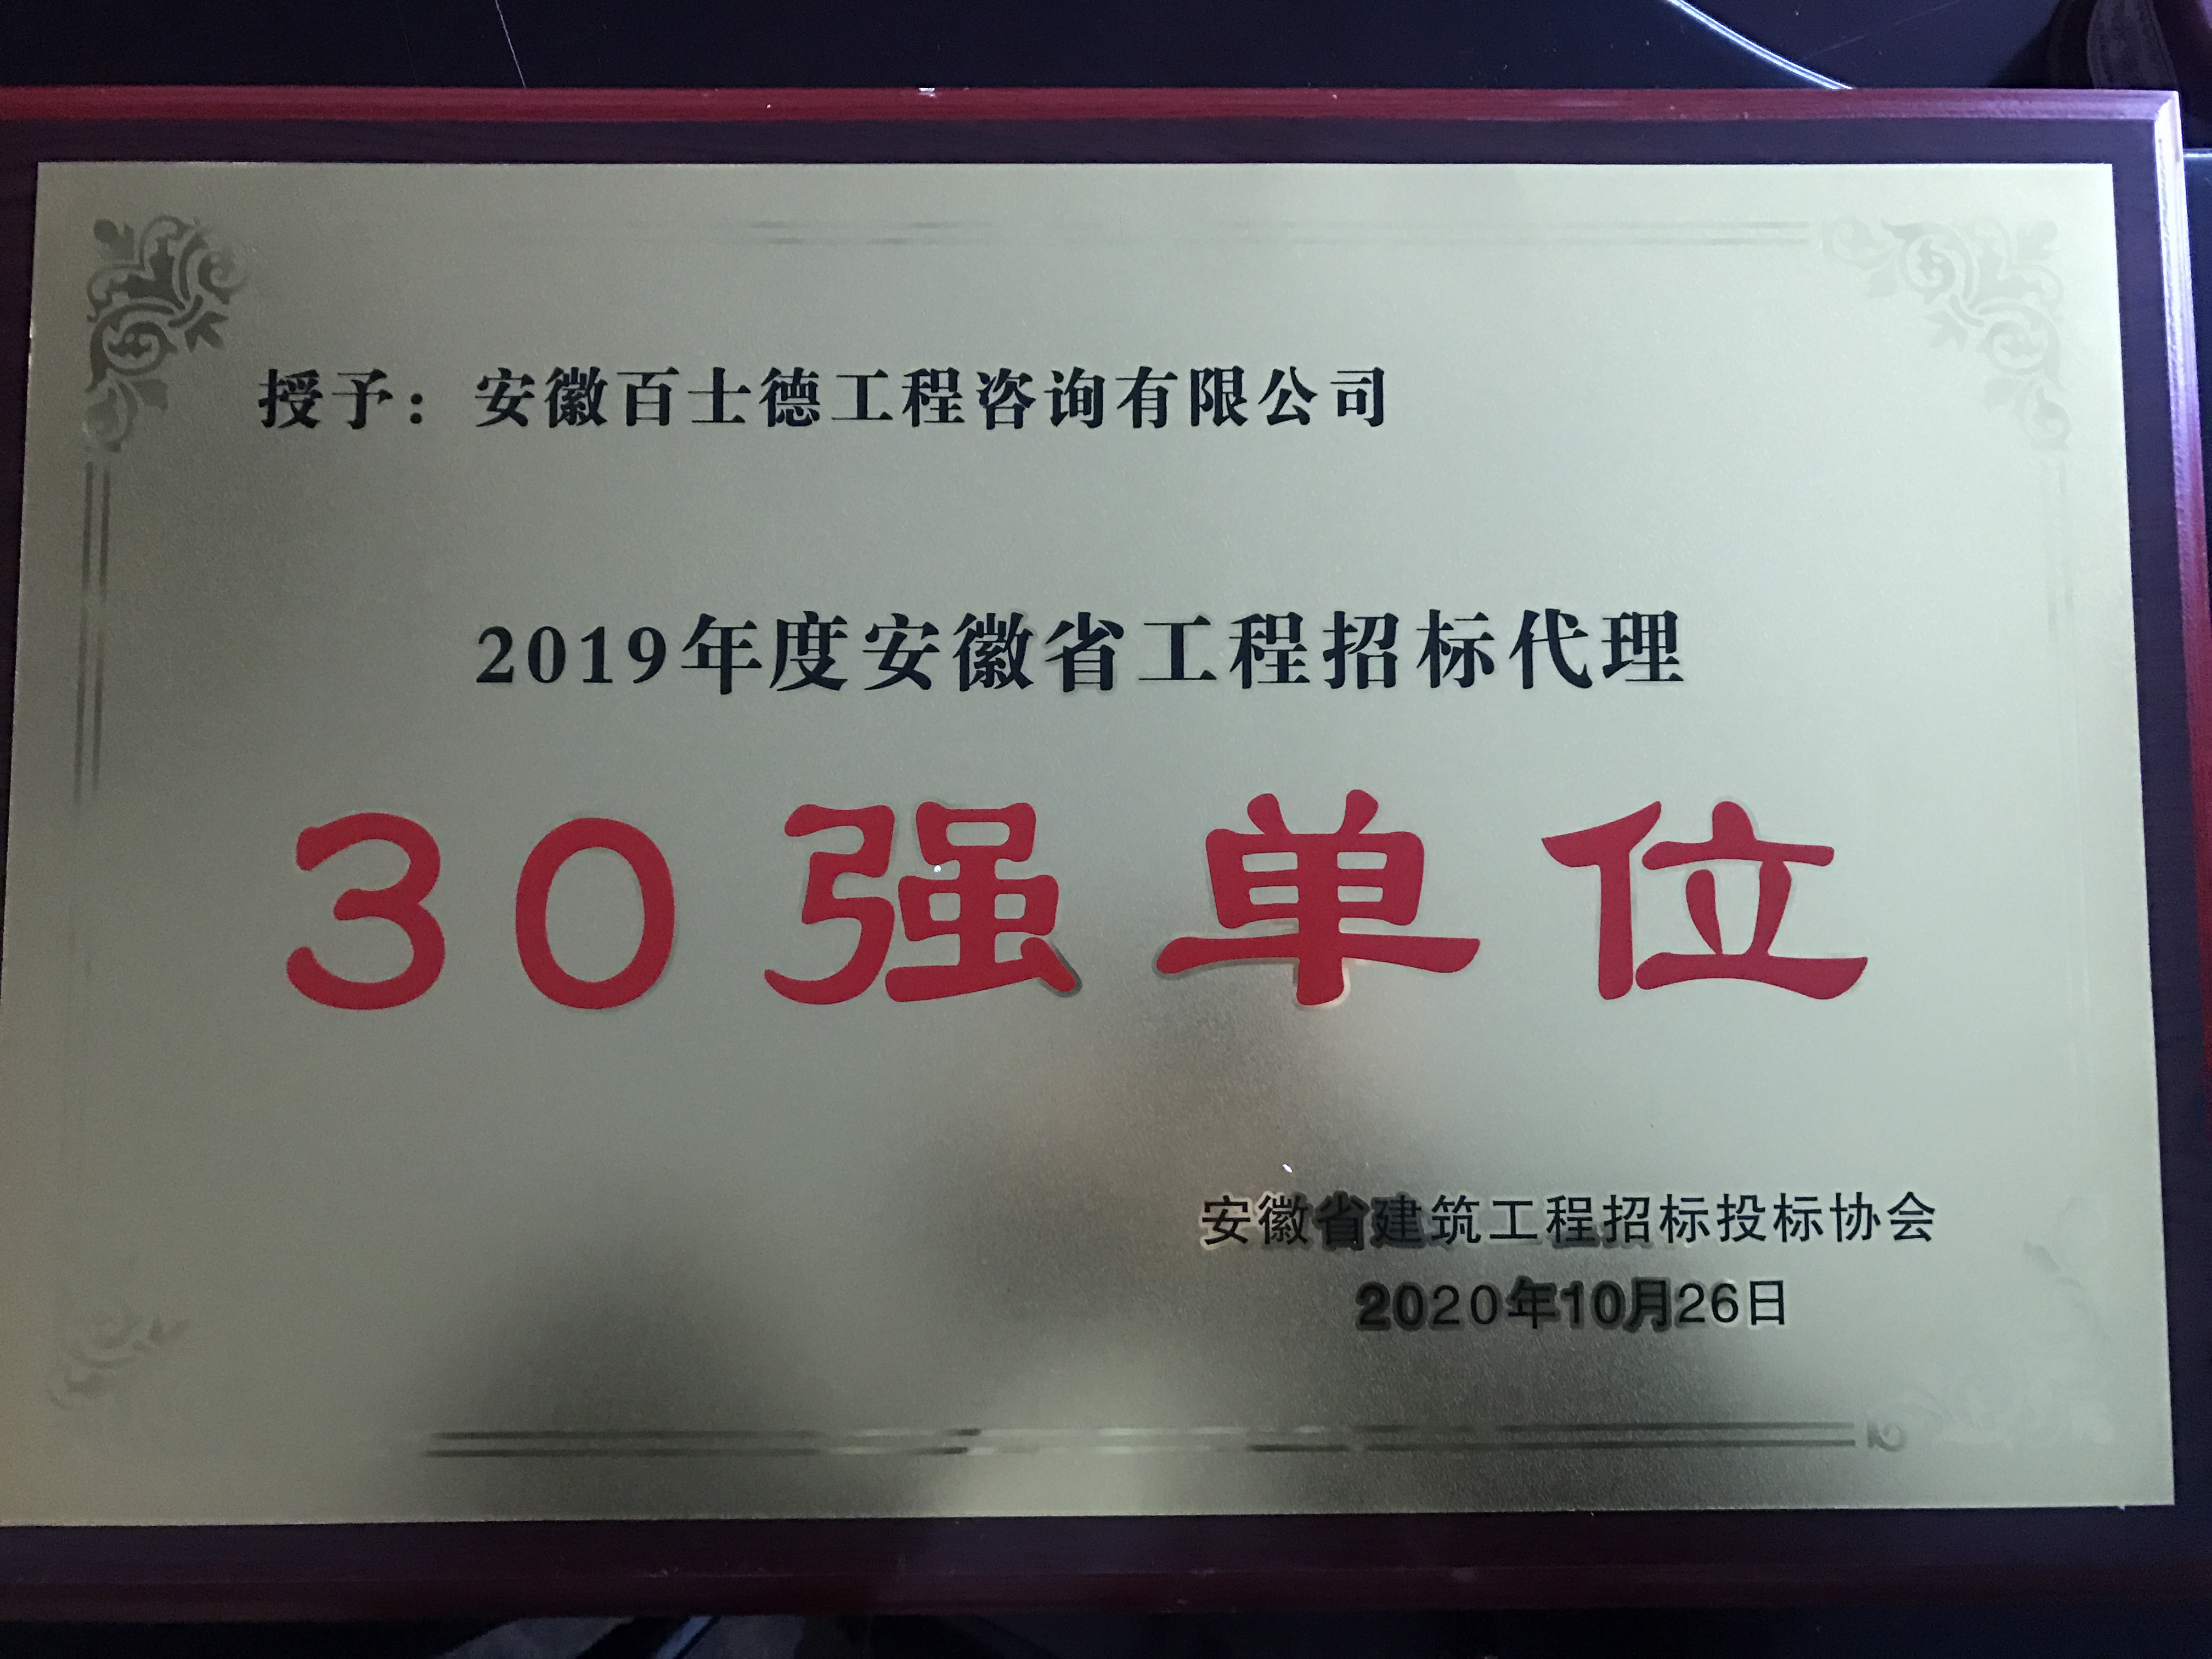 授予：安徽百士德工程咨询有限公司
2019年度安徽省工程招标代理
30强单位
安徽省建筑工程招标投标协会
2020年10月26日